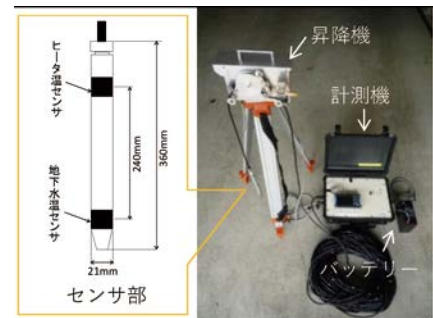 ヒータ温センサ
地下水温センサ
240mm
360mm
21mm
センサ部
昇降機
計測機
バッテリー